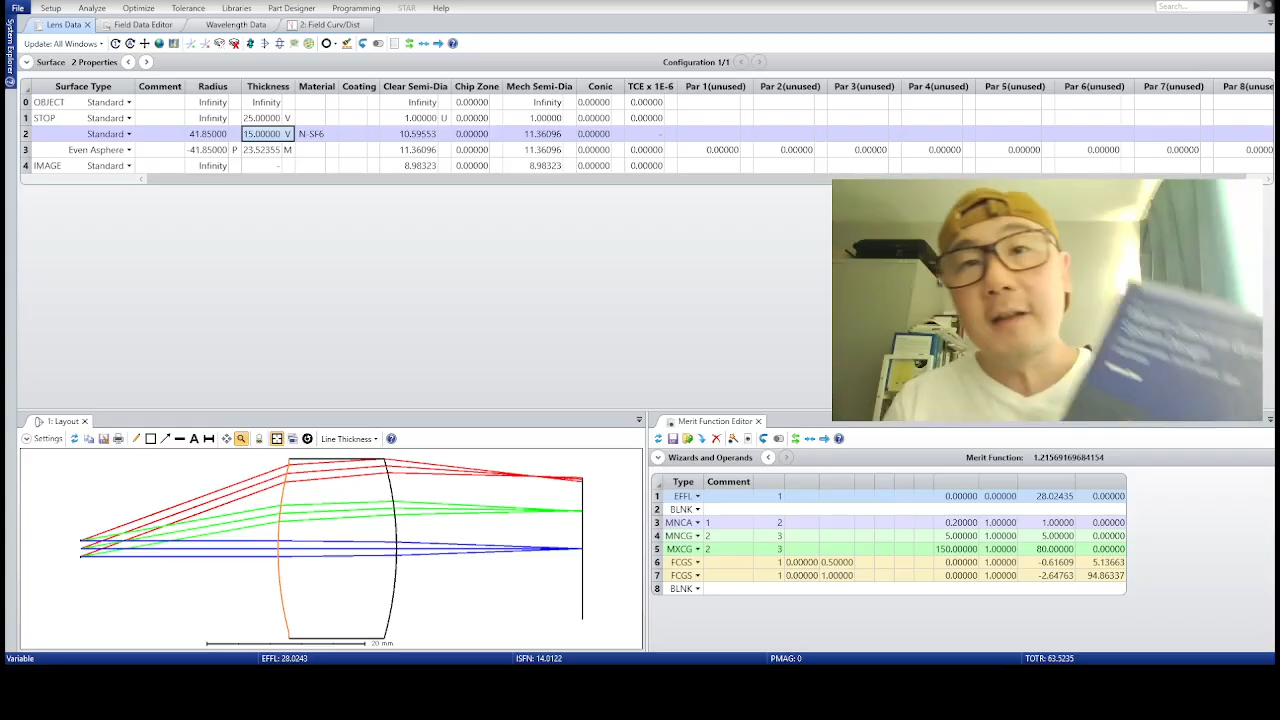 File Setup Analyze Optimize Tolerance Libraries Part Designer Programming STAR Help Search...
System Explorer
Lens Data Field Data Editor Wavelength Data 2: Field Curv/Dist
Update: All Windows
Surface 2 Properties Configuration 1/1
Surface Type Comment Radius Thickness Material Coating Clear Semi-Dia Chip Zone Mech Semi-Dia Conic TCE x 1E-6 Par 1(unused) Par 2(unused) Par 3(unused) Par 4(unused) Par 5(unused) Par 6(unused) Par 7(unused) Par 8(unus
0 OBJECT Standard Infinity Infinity Infinity 0.00000 Infinity 0.00000 0.00000
1 STOP Standard Infinity 25.00000 V 1.00000 U 0.00000 1.00000 0.00000 0.00000
2 Standard 41.85000 15.00000 V N-SF6 10.59553 0.00000 11.36096 0.00000 -
3 Even Asphere -41.85000 P 23.52355 M 11.36096 0.00000 11.36096 0.00000 0.00000 0.00000 0.00000 0.00000 0.00000 0.00000 0.00000 0.00000 0.000
4 IMAGE Standard Infinity - 8.98323 0.00000 8.98323 0.00000 0.00000
1: Layout
Settings Line Thickness
20 mm
Merit Function Editor
Wizards and Operands Merit Function: 1.21569169684154
Type Comment
1 EFFL 1 0.00000 0.00000 28.02435 0.00000
2 BLNK
3 MNCA 1 2 0.20000 1.00000 1.00000 0.00000
4 MNCG 2 3 5.00000 1.00000 5.00000 0.00000
5 MXCG 2 3 150.00000 1.00000 80.00000 0.00000
6 FCGS 1 0.00000 0.50000 0.00000 1.00000 -0.61609 5.13663
7 FCGS 1 0.00000 1.00000 0.00000 1.00000 -2.64763 94.86337
8 BLNK
Variable EFFL: 28.0243 ISFN: 14.0122 PMAG: 0 TOTR: 63.5235